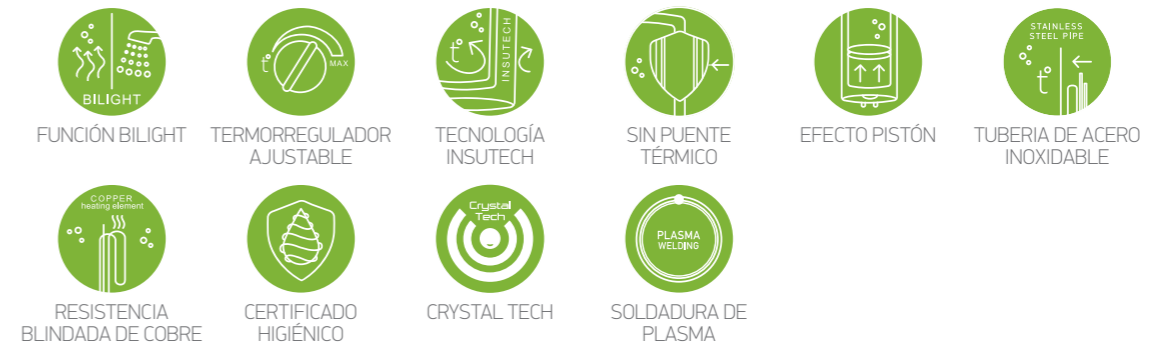 BILIGHT
t°
MAX
t°
INSUTECH
STAINLESS
STEEL PIPE
t°
FUNCIÓN BILIGHT
TERMORREGULADOR
AJUSTABLE
TECNOLOGÍA
INSUTECH
SIN PUENTE
TÉRMICO
EFECTO PISTÓN
TUBERIA DE ACERO
INOXIDABLE
COPPER
heating element
Crystal
Tech
PLASMA
WELDING
RESISTENCIA
BLINDADA DE COBRE
CERTIFICADO
HIGIÉNICO
CRYSTAL TECH
SOLDADURA DE
PLASMA